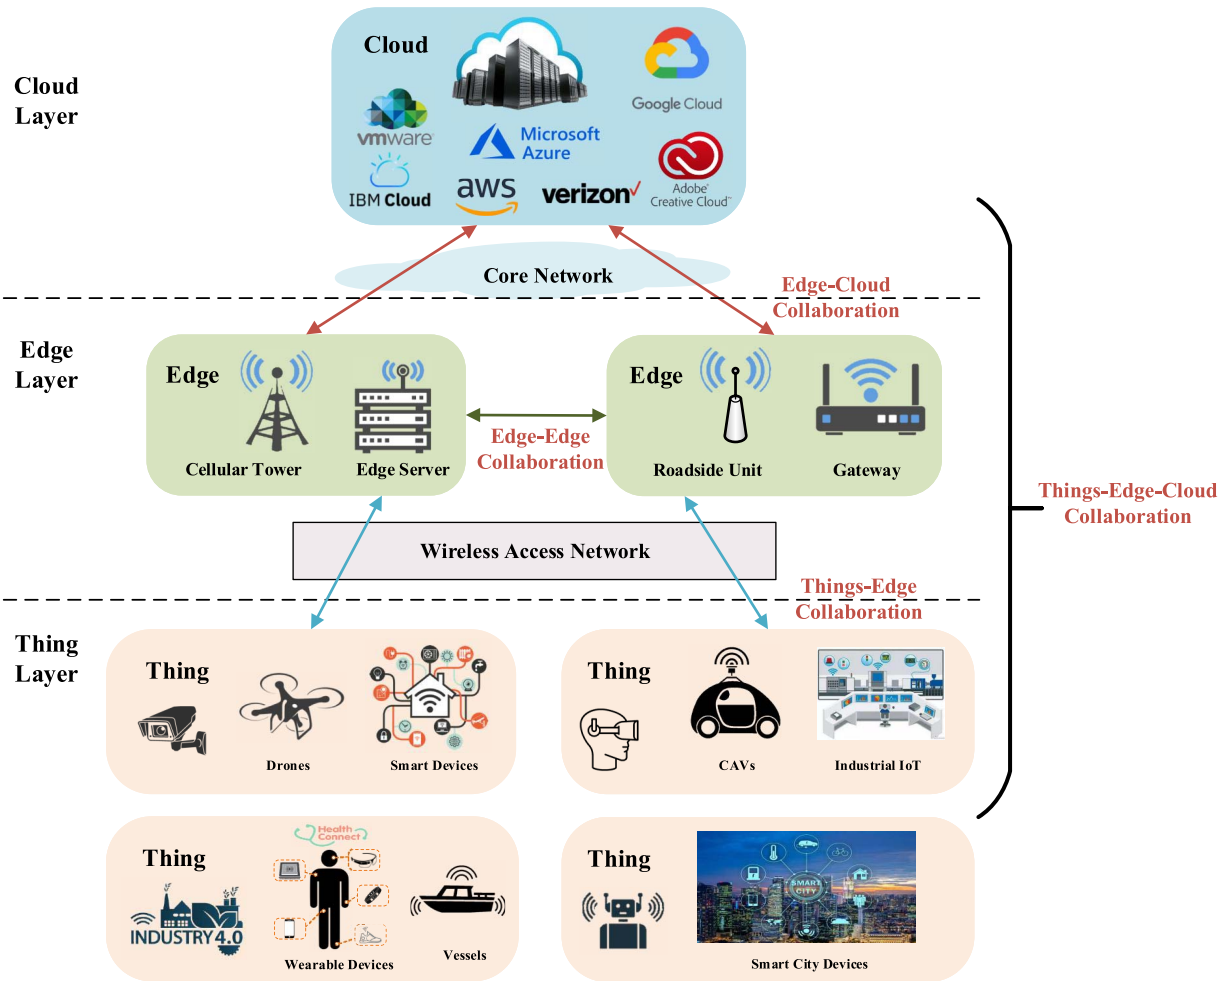 Cloud
Layer
Cloud
Google Cloud
vmware
Microsoft
Azure
IBM Cloud
aws
verizon
Adobe
Creative Cloud™
Core Network
Edge-Cloud
Collaboration
Edge
Layer
Edge
Cellular Tower
Edge Server
Edge-Edge
Collaboration
Edge
Roadside Unit
Gateway
Things-Edge-Cloud
Collaboration
Wireless Access Network
Things-Edge
Collaboration
Thing
Layer
Thing
Drones
Smart Devices
Thing
CAVs
Industrial IoT
Thing
INDUSTRY 4.0
Health
Connect
Wearable Devices
Vessels
Thing
SMART
CITY
Smart City Devices